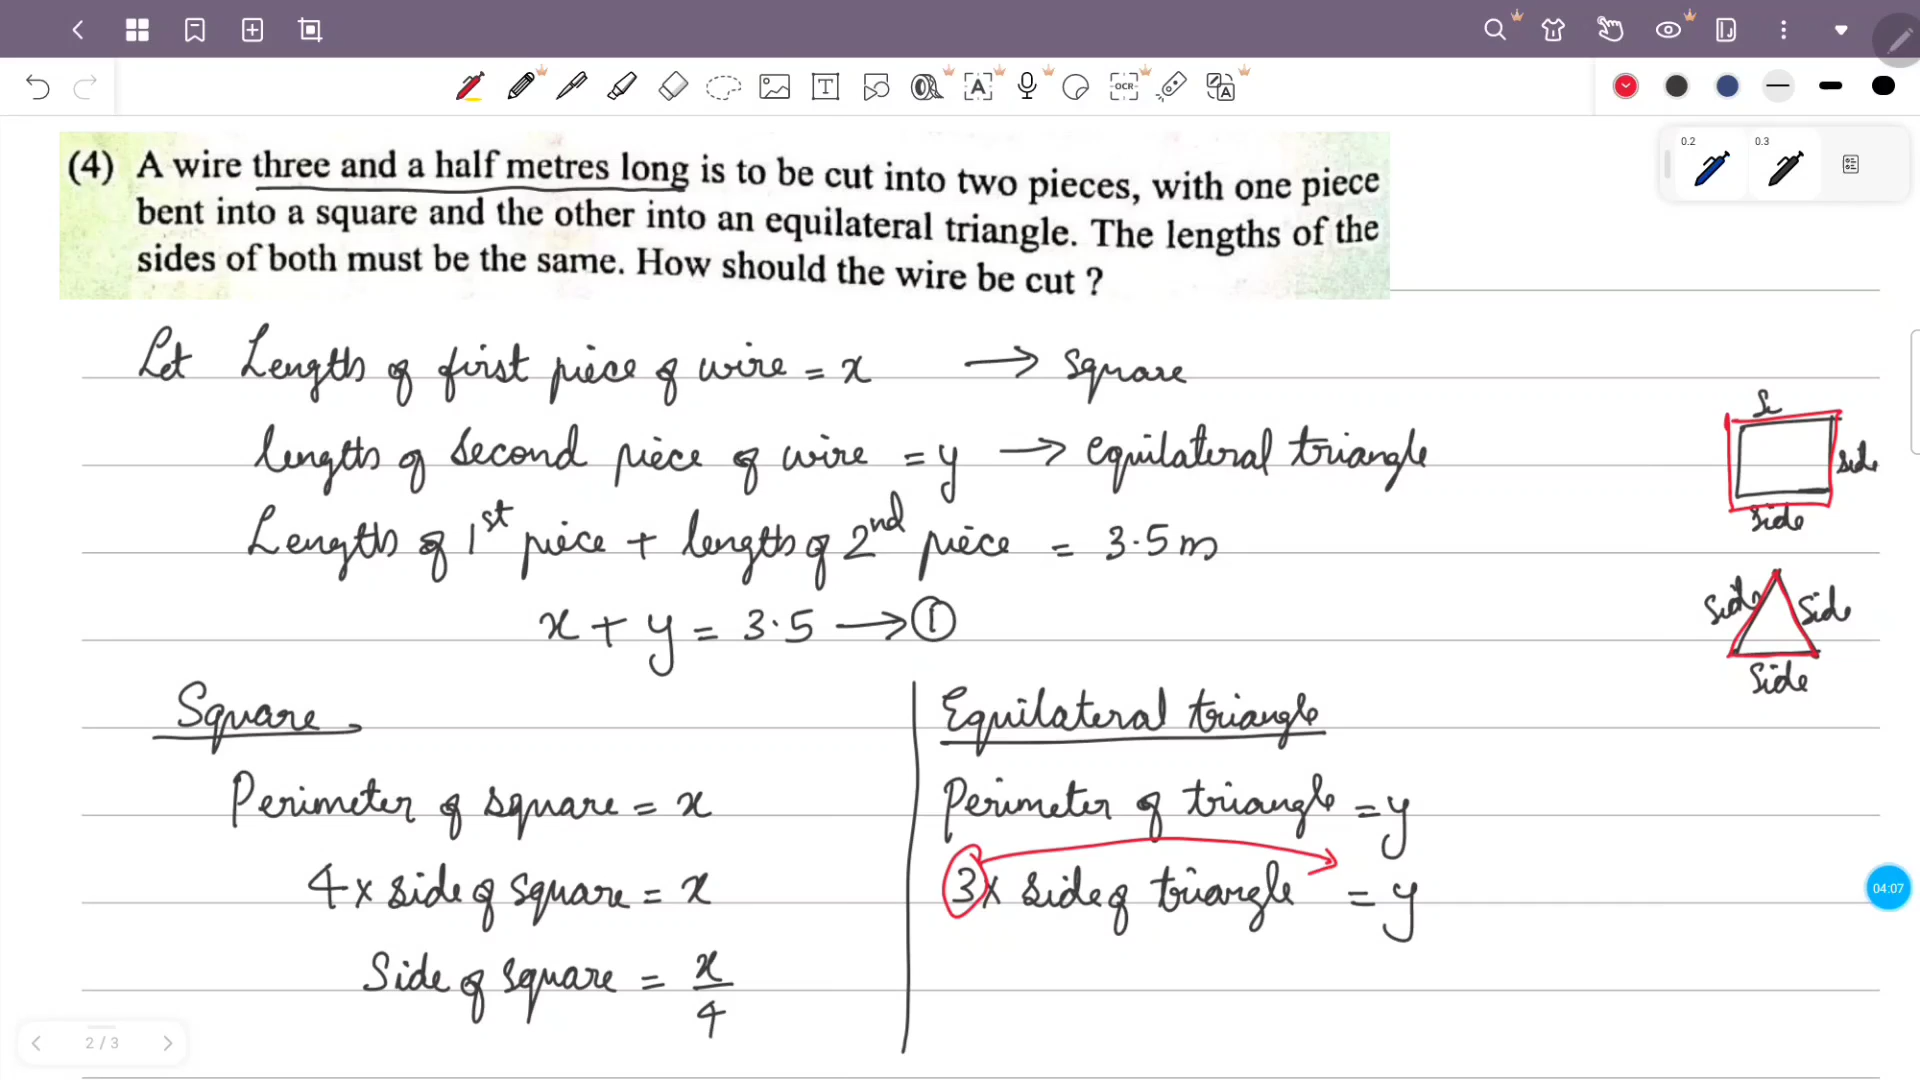 0.2 0.3
(4) A wire three and a half metres long is to be cut into two pieces, with one piece
bent into a square and the other into an equilateral triangle. The lengths of the
sides of both must be the same. How should the wire be cut ?
Let Length of first piece of wire = x → Square
length of second piece of wire = y → equilateral triangle
Length of 1st piece + length of 2nd piece = 3.5 m
x + y = 3.5 → ①
side
side
side side
side
Square
Perimeter of square = x
4 x side of square = x
Side of square = x/4
Equilateral triangle
Perimeter of triangle = y
3 x side of triangle = y
04:07
2 / 3